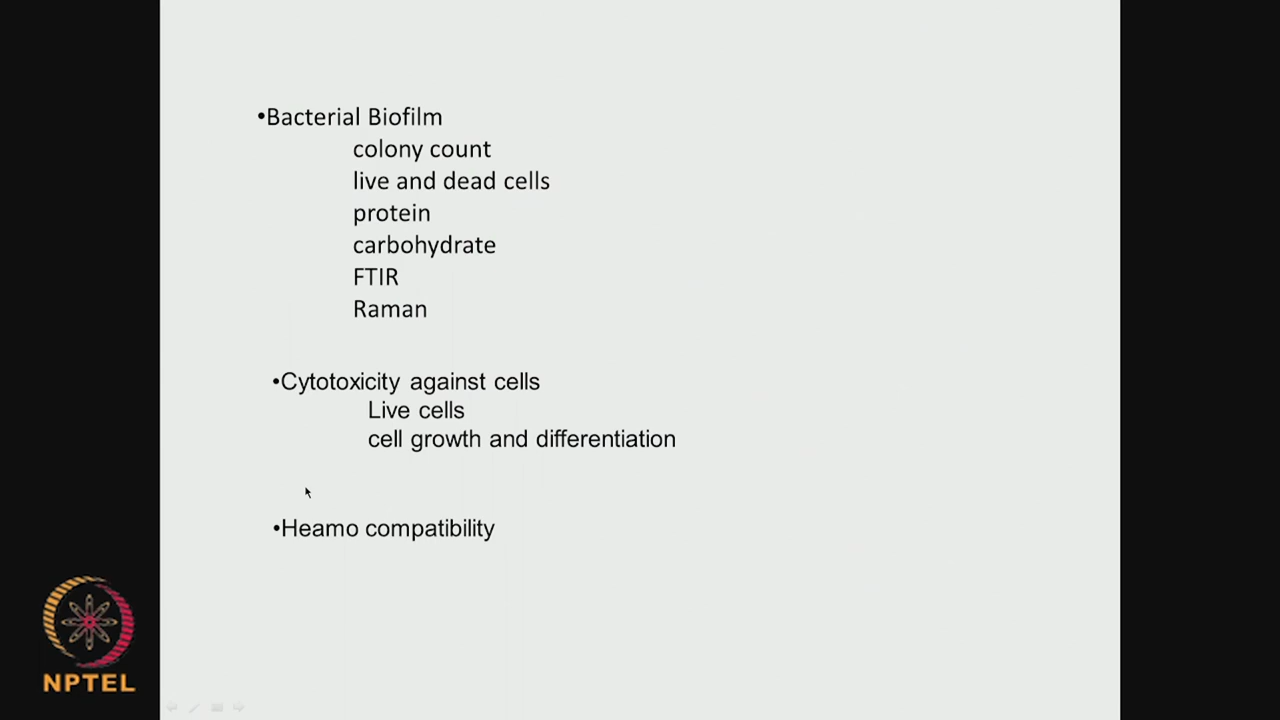 •Bacterial Biofilm
colony count
live and dead cells
protein
carbohydrate
FTIR
Raman
•Cytotoxicity against cells
Live cells
cell growth and differentiation
•Heamo compatibility
NPTEL